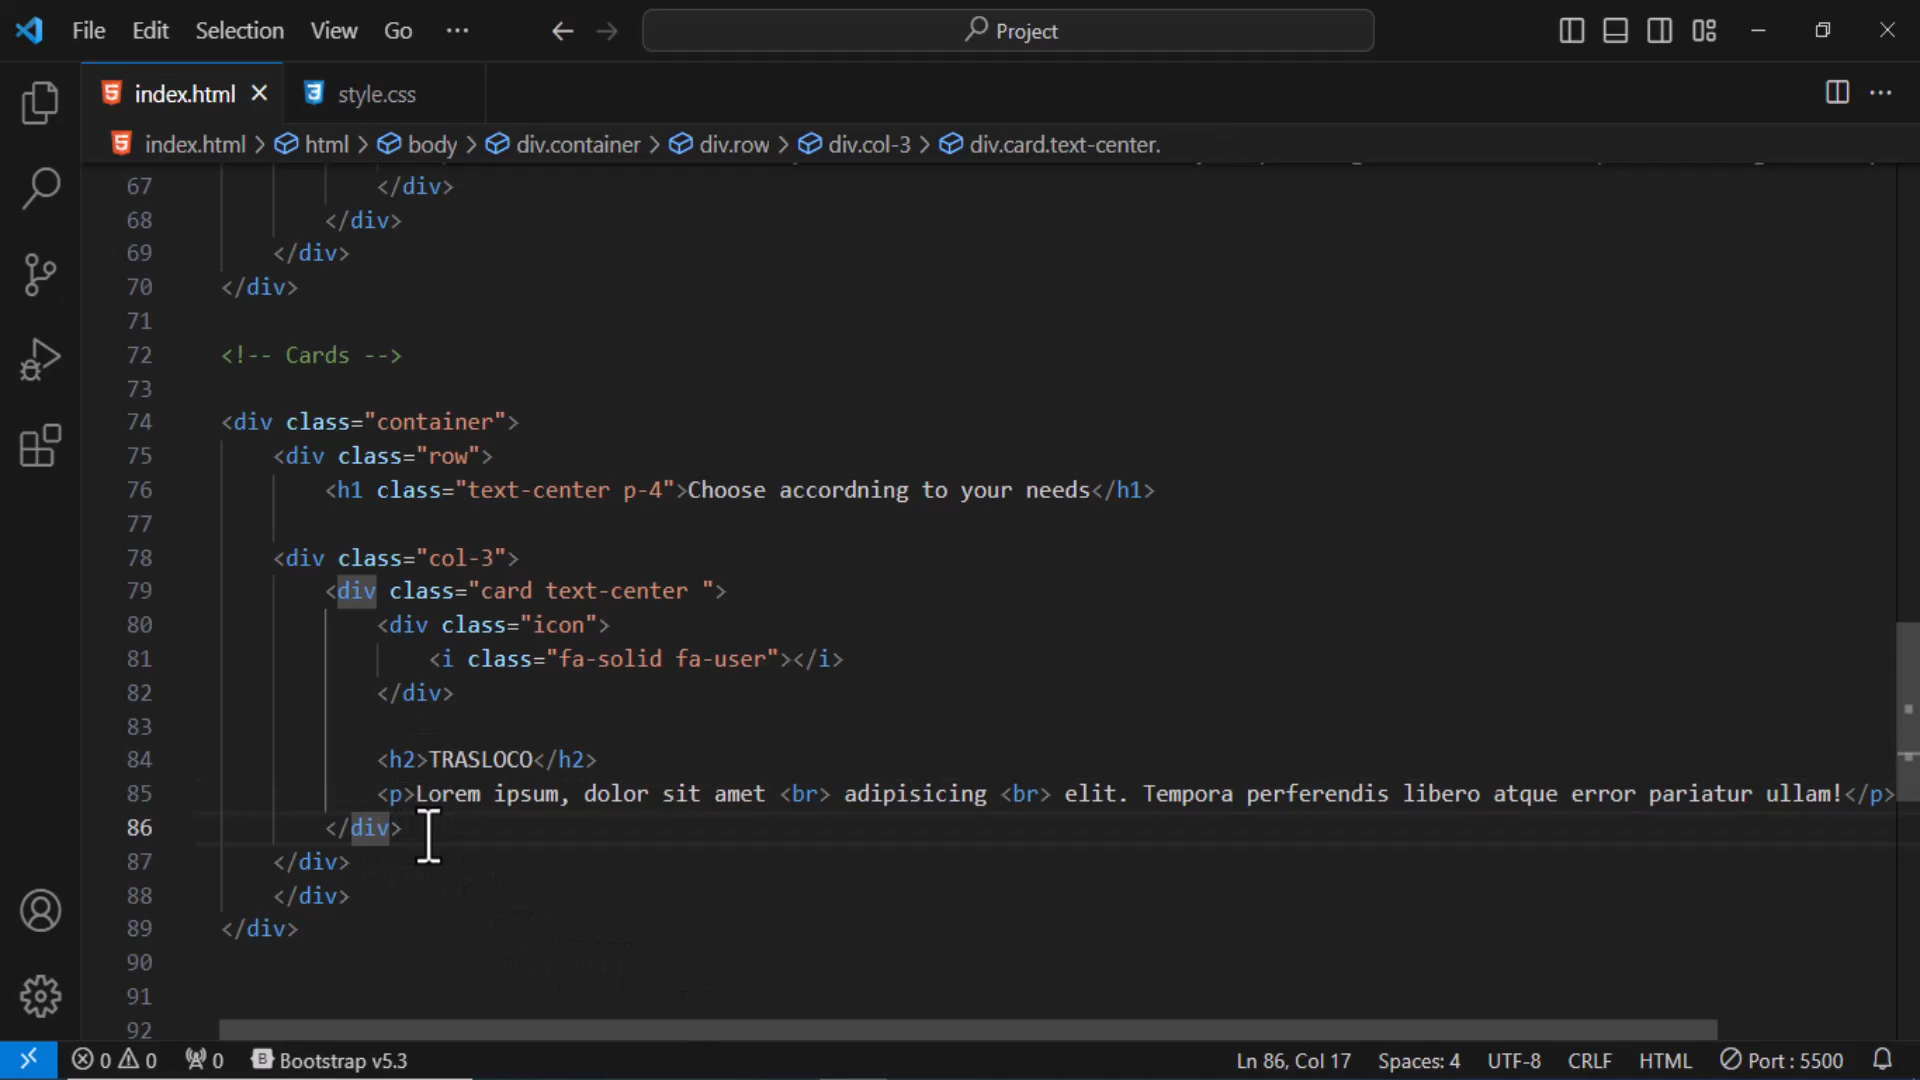 File Edit Selection View Go ··· Project
index.html style.css
index.html > html > body > div.container > div.row > div.col-3 > div.card.text-center.
67 </div>
68 </div>
69 </div>
70 </div>
71
72 <!-- Cards -->
73
74 <div class="container">
75 <div class="row">
76 <h1 class="text-center p-4">Choose accordning to your needs</h1>
77
78 <div class="col-3">
79 <div class="card text-center ">
80 <div class="icon">
81 <i class="fa-solid fa-user"></i>
82 </div>
83
84 <h2>TRASLOCO</h2>
85 <p>Lorem ipsum, dolor sit amet <br> adipisicing <br> elit. Tempora perferendis libero atque error pariatur ullam!</p>
86 </div>
87 </div>
88 </div>
89 </div>
90
91
92
0 0 0 Bootstrap v5.3 Ln 86, Col 17 Spaces: 4 UTF-8 CRLF HTML Port : 5500